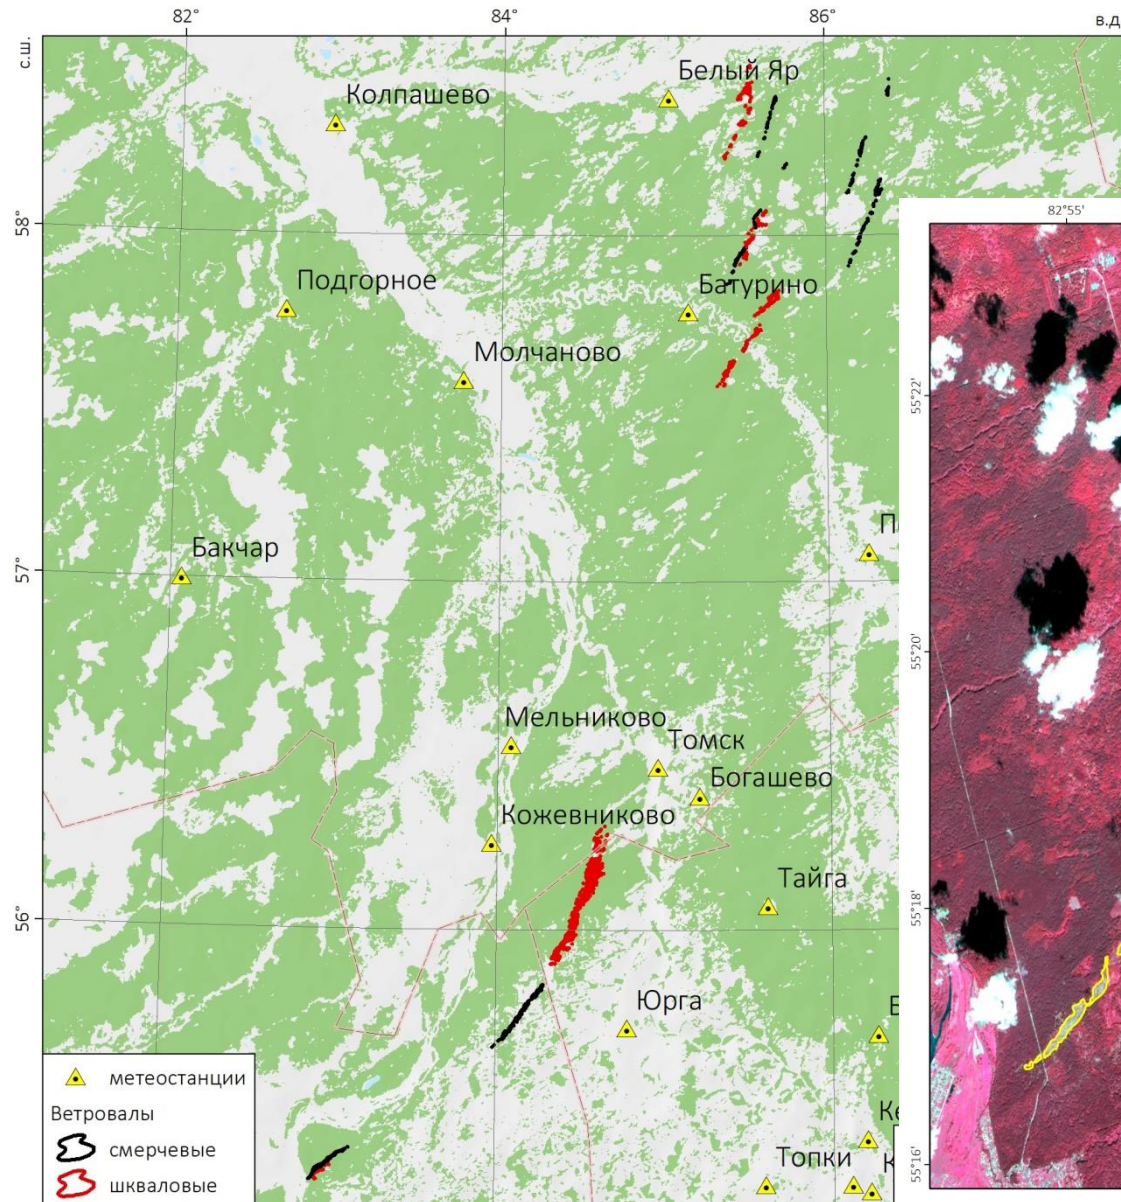 82°
84°
86°
в.д
с.ш.
Белый Яр
Колпашево
58°
82°55'
Подгорное
Батурино
Молчаново
55°22'
57°
Бакчар
55°20'
Мельниково
Томск
Богашево
Кожевниково
Тайга
55°18'
56°
Юрга
метеостанции
Ветровалы
смерчевые
шкваловые
Топки
55°16'